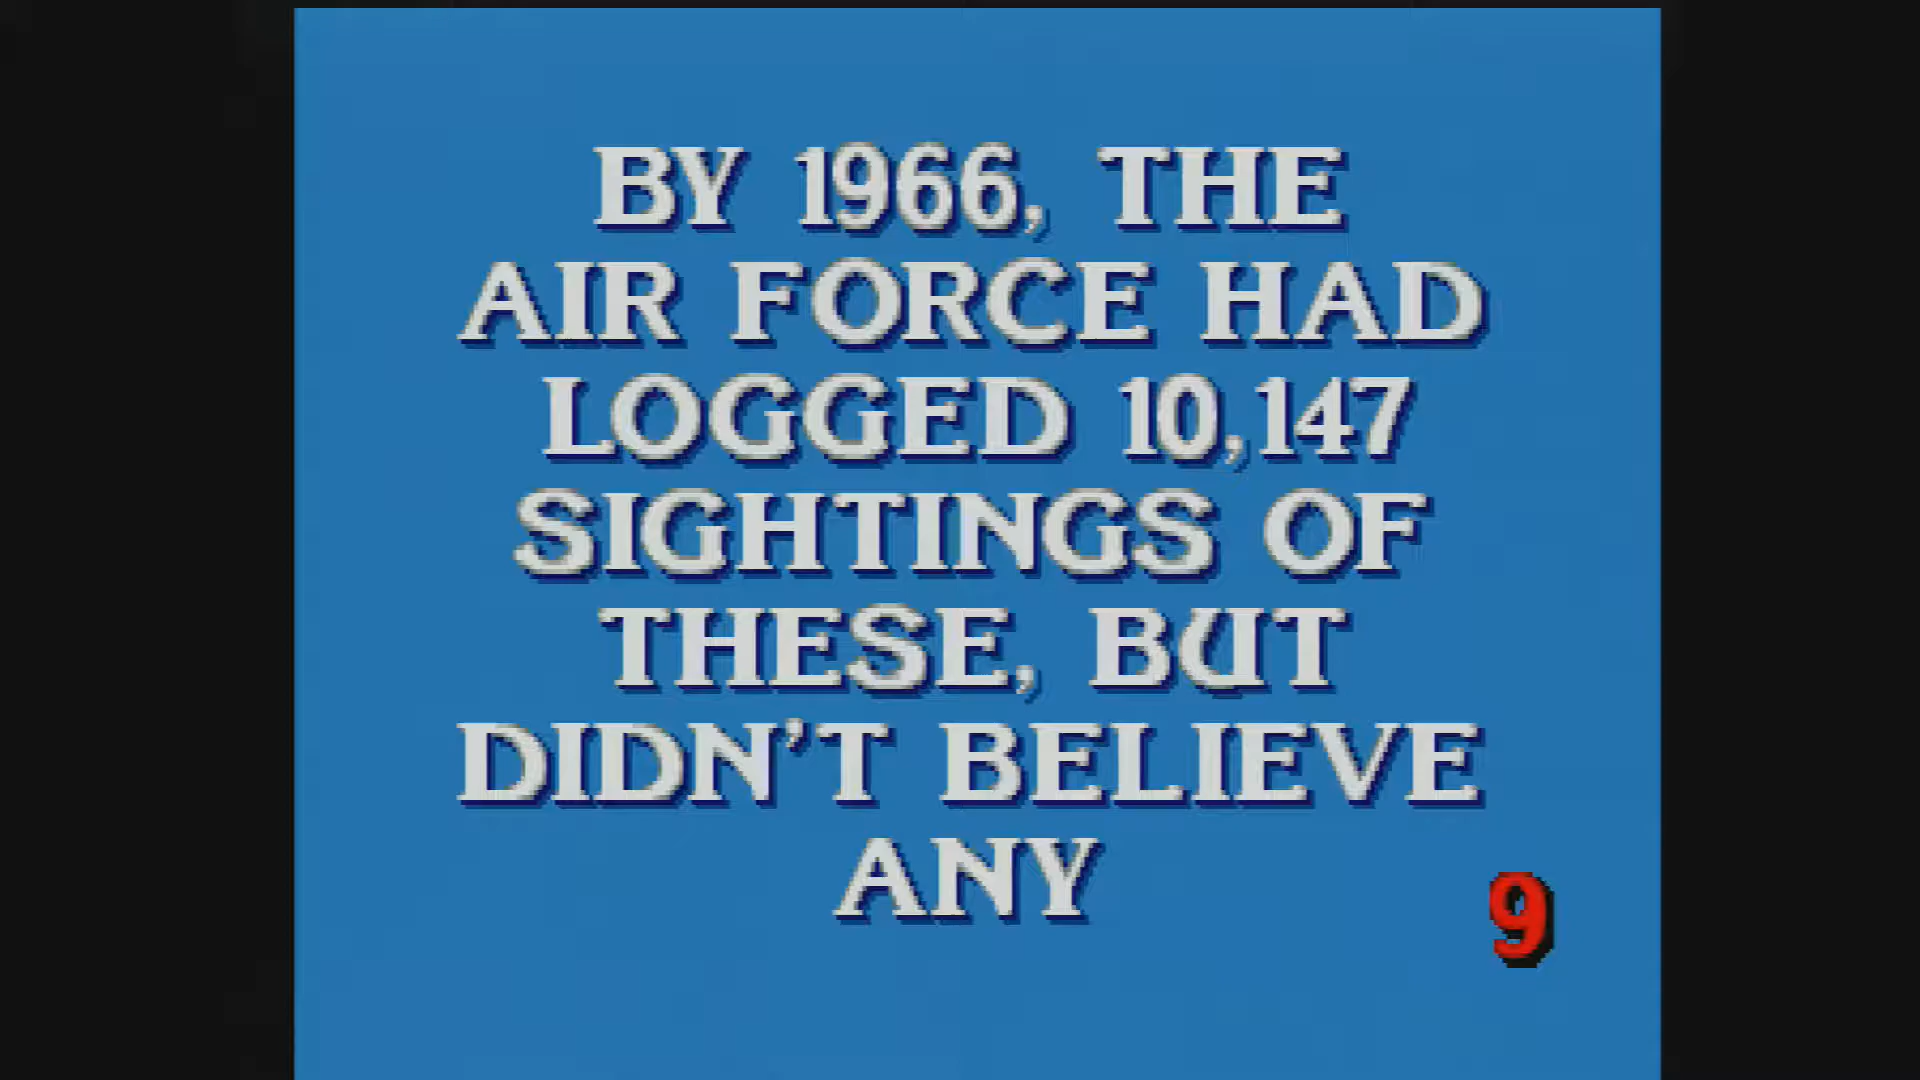 BY 1966, THE
AIR FORCE HAD
LOGGED 10,147
SIGHTINGS OF
THESE, BUT
DIDN'T BELIEVE
ANY
9